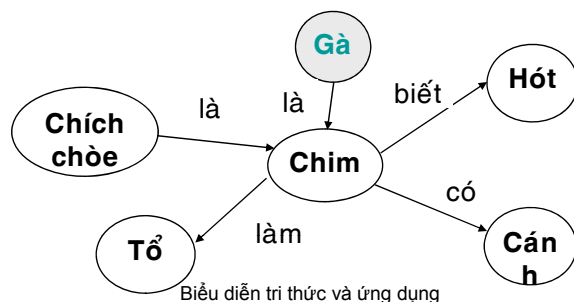 Gà
Hót
biết
là
là
Chích
chòe
Chim
có
Tổ
làm
Cán
h
Biểu diễn tri thức và ứng dụng